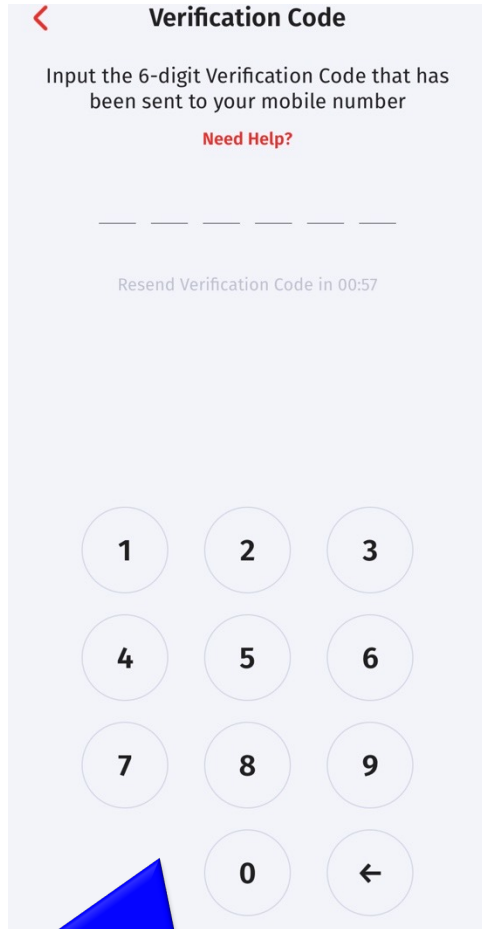 Verification Code
Input the 6-digit Verification Code that has
been sent to your mobile number
Need Help?
Resend Verification Code in 00:57
1 2 3
4 5 6
7 8 9
0